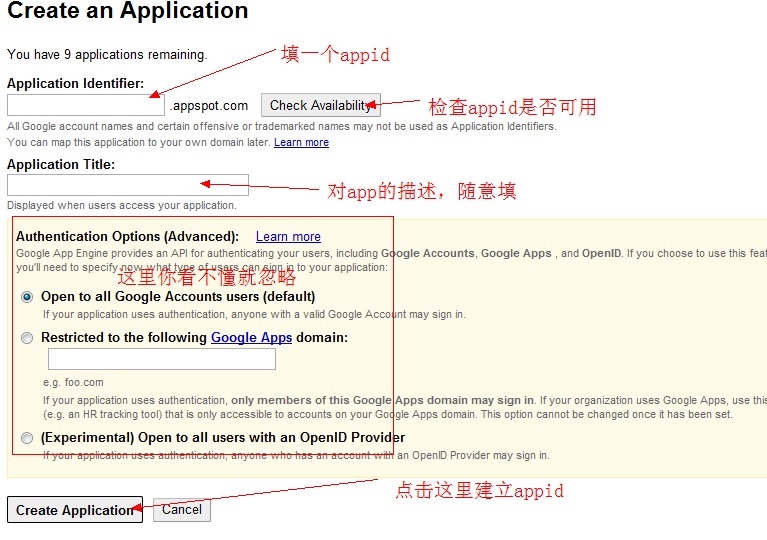 Create an Application
You have 9 applications remaining.
填一个appid
Application Identifier:
.appspot.com Check Availability
检查appid是否可用
All Google account names and certain offensive or trademarked names may not be used as Application Identifiers.
You can map this application to your own domain later. Learn more
Application Title:
对app的描述，随意填
Displayed when users access your application.
Authentication Options (Advanced): Learn more
Google App Engine provides an API for authenticating your users, including Google Accounts, Google Apps , and OpenID. If you choose to use this feat
you'll need to specify now what type of users can sign in to your application:
这里你看不懂就忽略
Open to all Google Accounts users (default)
If your application uses authentication, anyone with a valid Google Account may sign in.
Restricted to the following Google Apps domain:
e.g. foo.com
If your application uses authentication, only members of this Google Apps domain may sign in. If your organization uses Google Apps, use this
(e.g. an HR tracking tool) that is only accessible to accounts on your Google Apps domain. This option cannot be changed once it has been set.
(Experimental) Open to all users with an OpenID Provider
If your application uses authentication, anyone who has an account with an OpenID Provider may sign in.
点击这里建立appid
Create Application Cancel